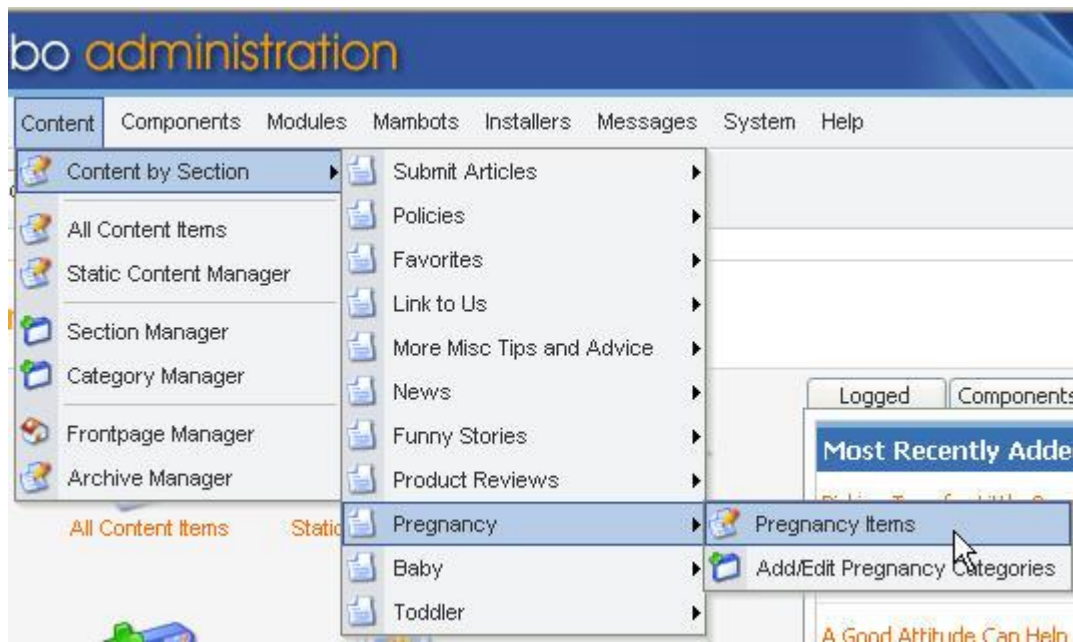 bo administration
Content Components Modules Mambots Installers Messages System Help
Content by Section
All Content Items
Static Content Manager
Section Manager
Category Manager
Frontpage Manager
Archive Manager
Submit Articles
Policies
Favorites
Link to Us
More Misc Tips and Advice
News
Funny Stories
Product Reviews
Pregnancy
Baby
Toddler
Pregnancy Items
Add/Edit Pregnancy Categories
Logged Components
Most Recently Adde
All Content Items Static
A Good Attitude Can Help